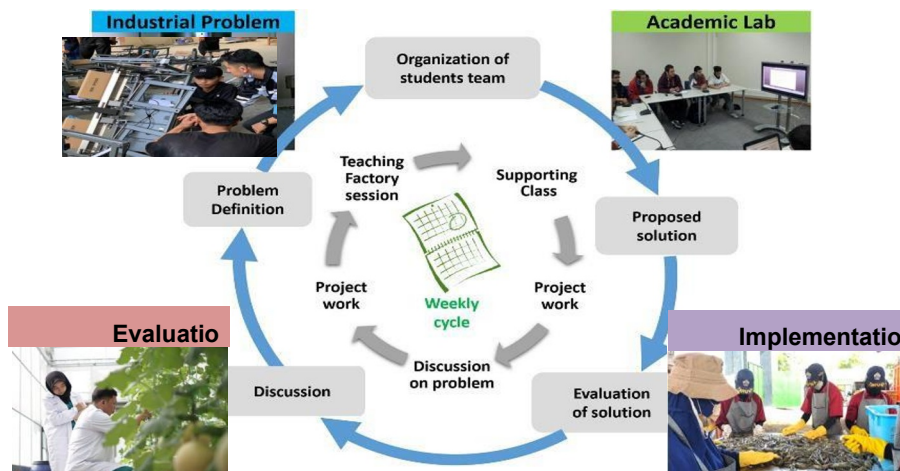 Industrial Problem
Academic Lab
Organization of
students team
Teaching
Factory
session
Supporting
Class
Problem
Definition
Proposed
solution
Project
work
Weekly
cycle
Project
work
Evaluatio
Implementatio
Discussion
on problem
Discussion
Evaluation
of solution